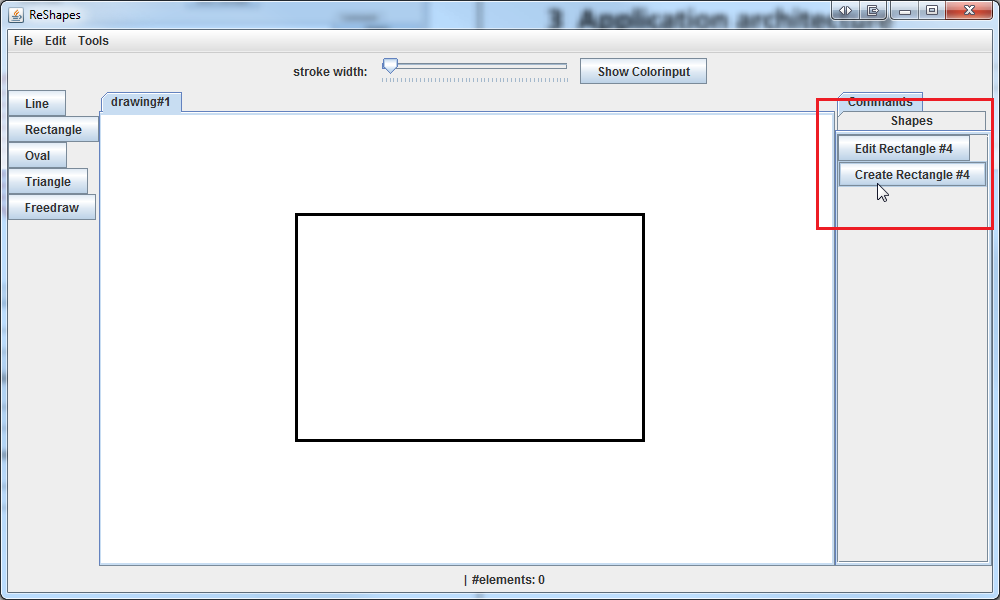 ReShapes
3 Application architecture
File Edit Tools
stroke width: Show Colorinput
Line
Rectangle
Oval
Triangle
Freedraw
drawing#1
Commands
Shapes
Edit Rectangle #4
Create Rectangle #4
| #elements: 0